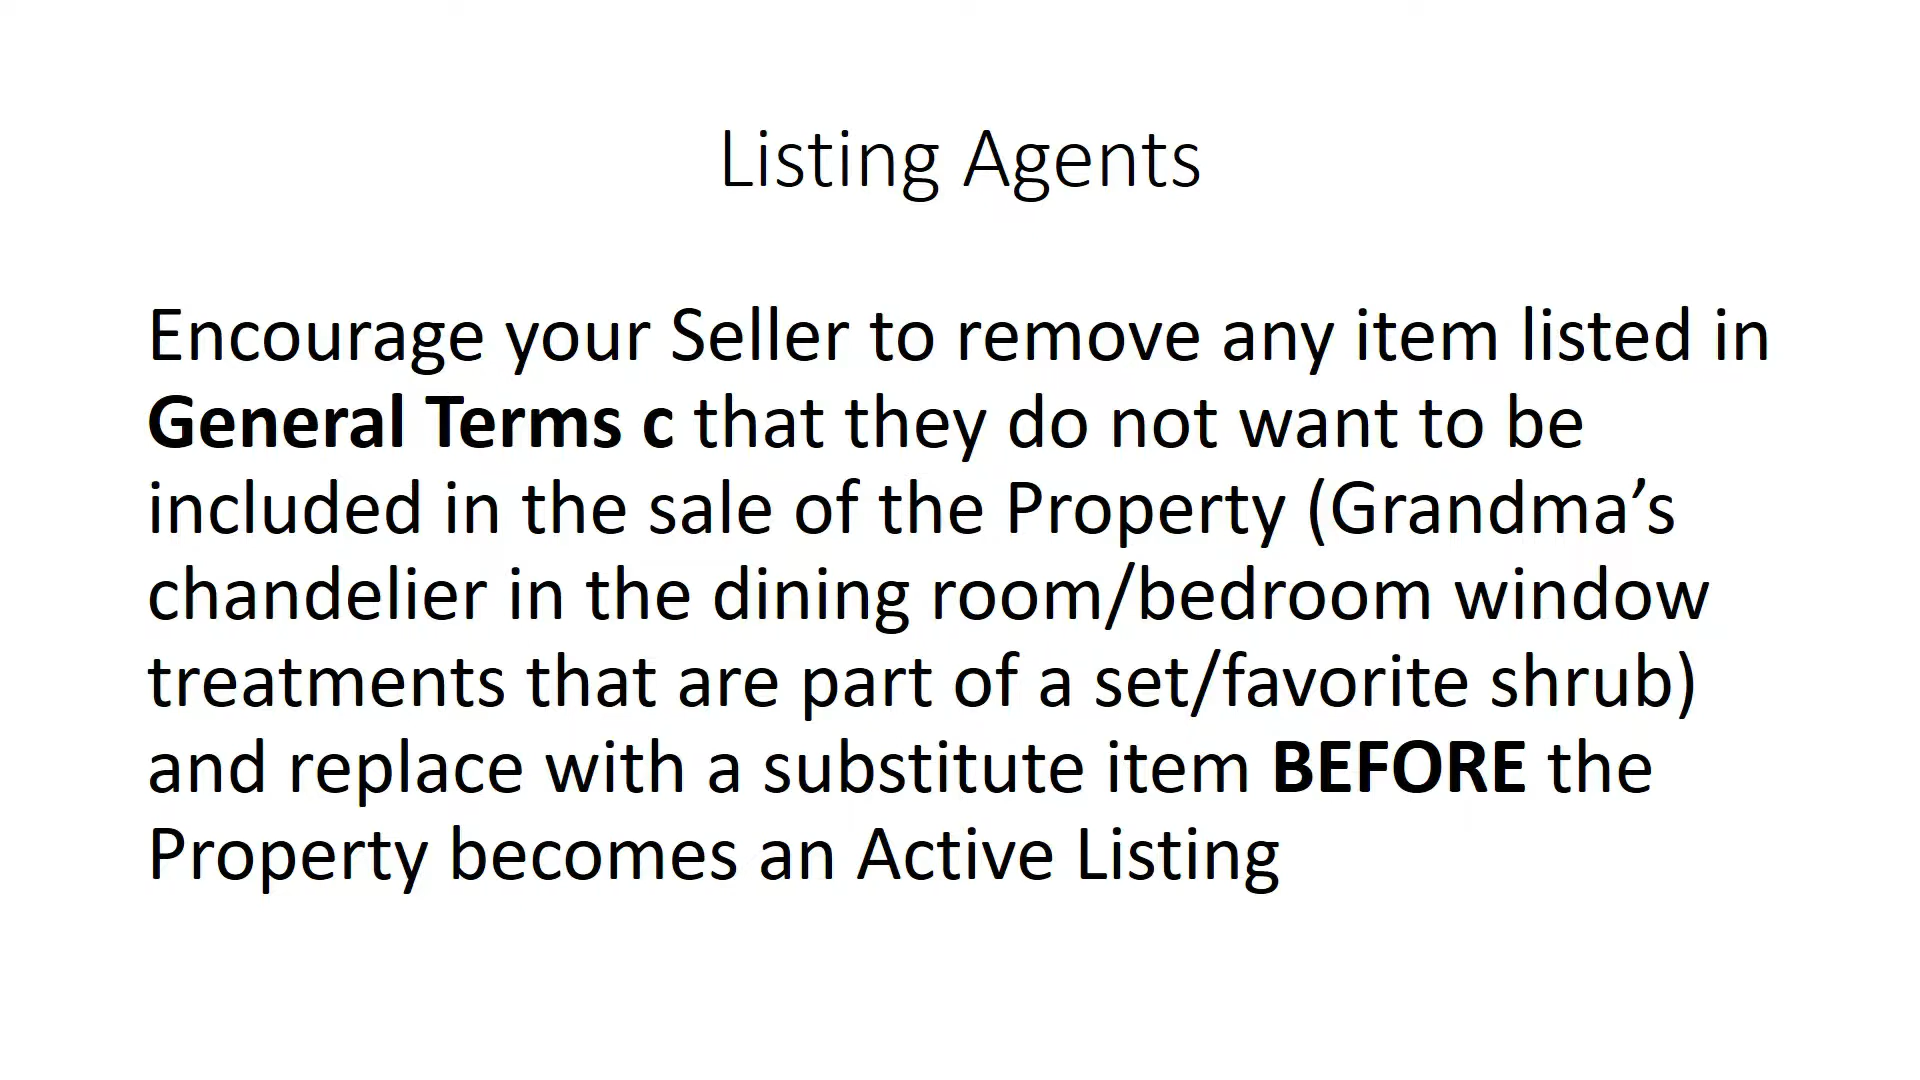 Listing Agents
Encourage your Seller to remove any item listed in
General Terms c that they do not want to be
included in the sale of the Property (Grandma’s
chandelier in the dining room/bedroom window
treatments that are part of a set/favorite shrub)
and replace with a substitute item BEFORE the
Property becomes an Active Listing